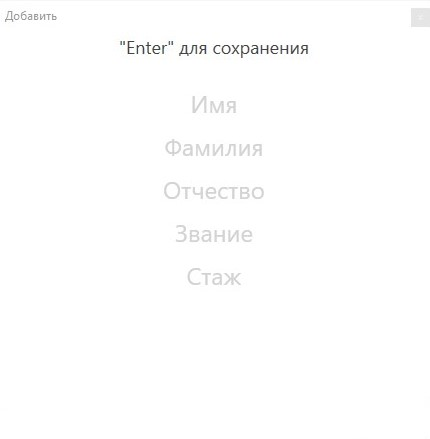 Добавить
"Enter" для сохранения
Имя
Фамилия
Отчество
Звание
Стаж